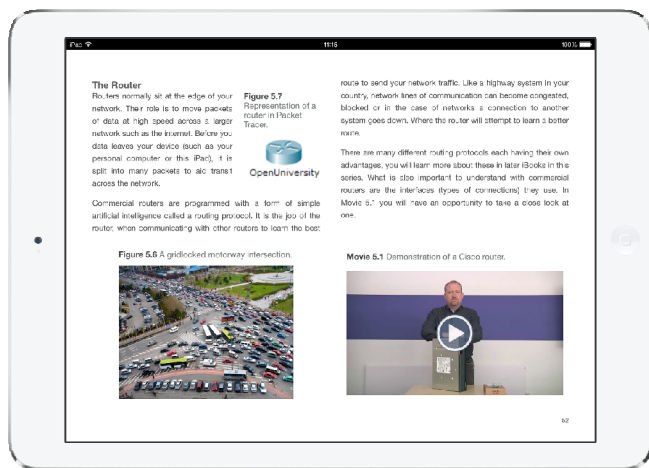 iPad
11:15
100%
The Router
Routers normally sit at the edge of your
network. Their role is to move packets
of data at high speed across a larger
network such as the internet. Before you
data leaves your device (such as your
personal computer or this iPad), it is
split into many packets to aid transit
across the network.
Figure 5.7
Representation of a
router in Packet
Tracer.
OpenUniversity
Commercial routers are programmed with a form of simple
artificial intelligence called a routing protocol. It is the job of the
router, when communicating with other routers to learn the best
Figure 5.6 A gridlocked motorway intersection.
route to send your network traffic. Like a highway system in your
country, network lines of communication can become congested,
blocked or in the case of networks a connection to another
system goes down. Where the router will attempt to learn a better
route.
There are many different routing protocols each having their own
advantages, you will learn more about these in later iBooks in this
series. What is also important to understand with commercial
routers are the interfaces (types of connections) they use. In
Movie 5.1 you will have an opportunity to take a close look at
one.
Movie 5.1 Demonstration of a Cisco router.
52